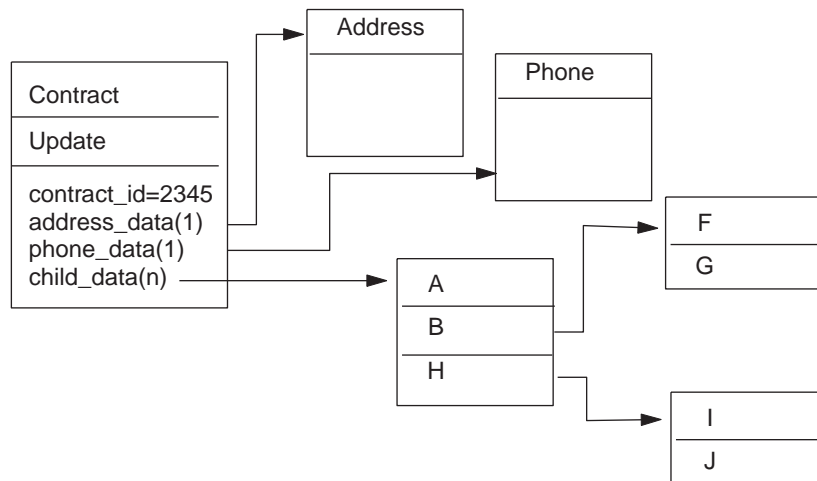 Address
Phone
Contract
Update
contract_id=2345
address_data(1)
phone_data(1)
child_data(n)
A
B
H
F
G
I
J